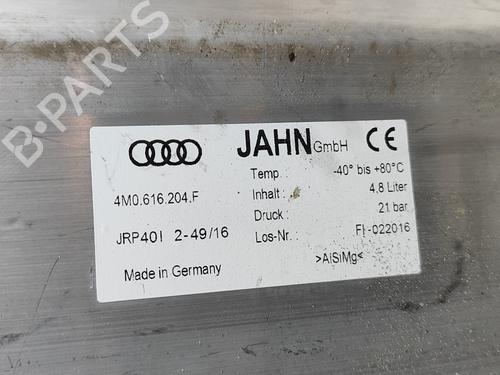 B-PARTS
JAHN GmbH CE
4M0.616.204.F
JRP40I 2-49/16
Made in Germany
Temp. : -40° bis +80°C
Inhalt : 4,8 Liter
Druck : 21 bar
Los-Nr. : FI-022016
>AlSiMg<